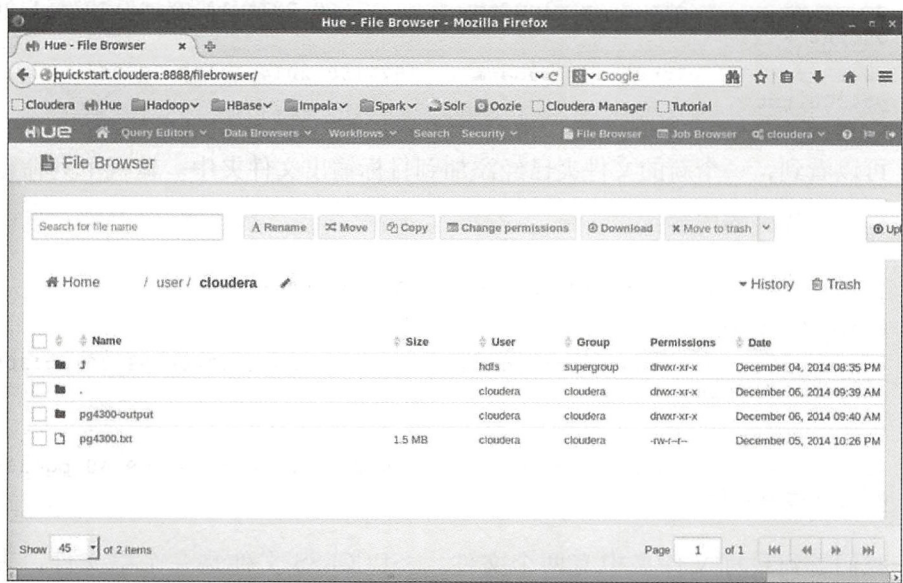 Hue - File Browser - Mozilla Firefox
Hue - File Browser
quickstart.cloudera:8888/filebrowser/
Google
Cloudera Hue Hadoop HBase Impala Spark Solr Oozie Cloudera Manager Tutorial
HUE Query Editors Data Browsers Workflows Search Security File Browser Job Browser cloudera
File Browser
Search for file name Rename Move Copy Change permissions Download Move to trash Upl
Home / user / cloudera History Trash
Name Size User Group Permissions Date
hdfs supergroup drwxr-xr-x December 04, 2014 08:35 PM
. cloudera cloudera drwxr-xr-x December 06, 2014 09:39 AM
pg4300-output cloudera cloudera drwxr-xr-x December 06, 2014 09:40 AM
pg4300.txt 1.5 MB cloudera cloudera -rw-r--r-- December 05, 2014 10:26 PM
Show 45 of 2 items Page 1 of 1